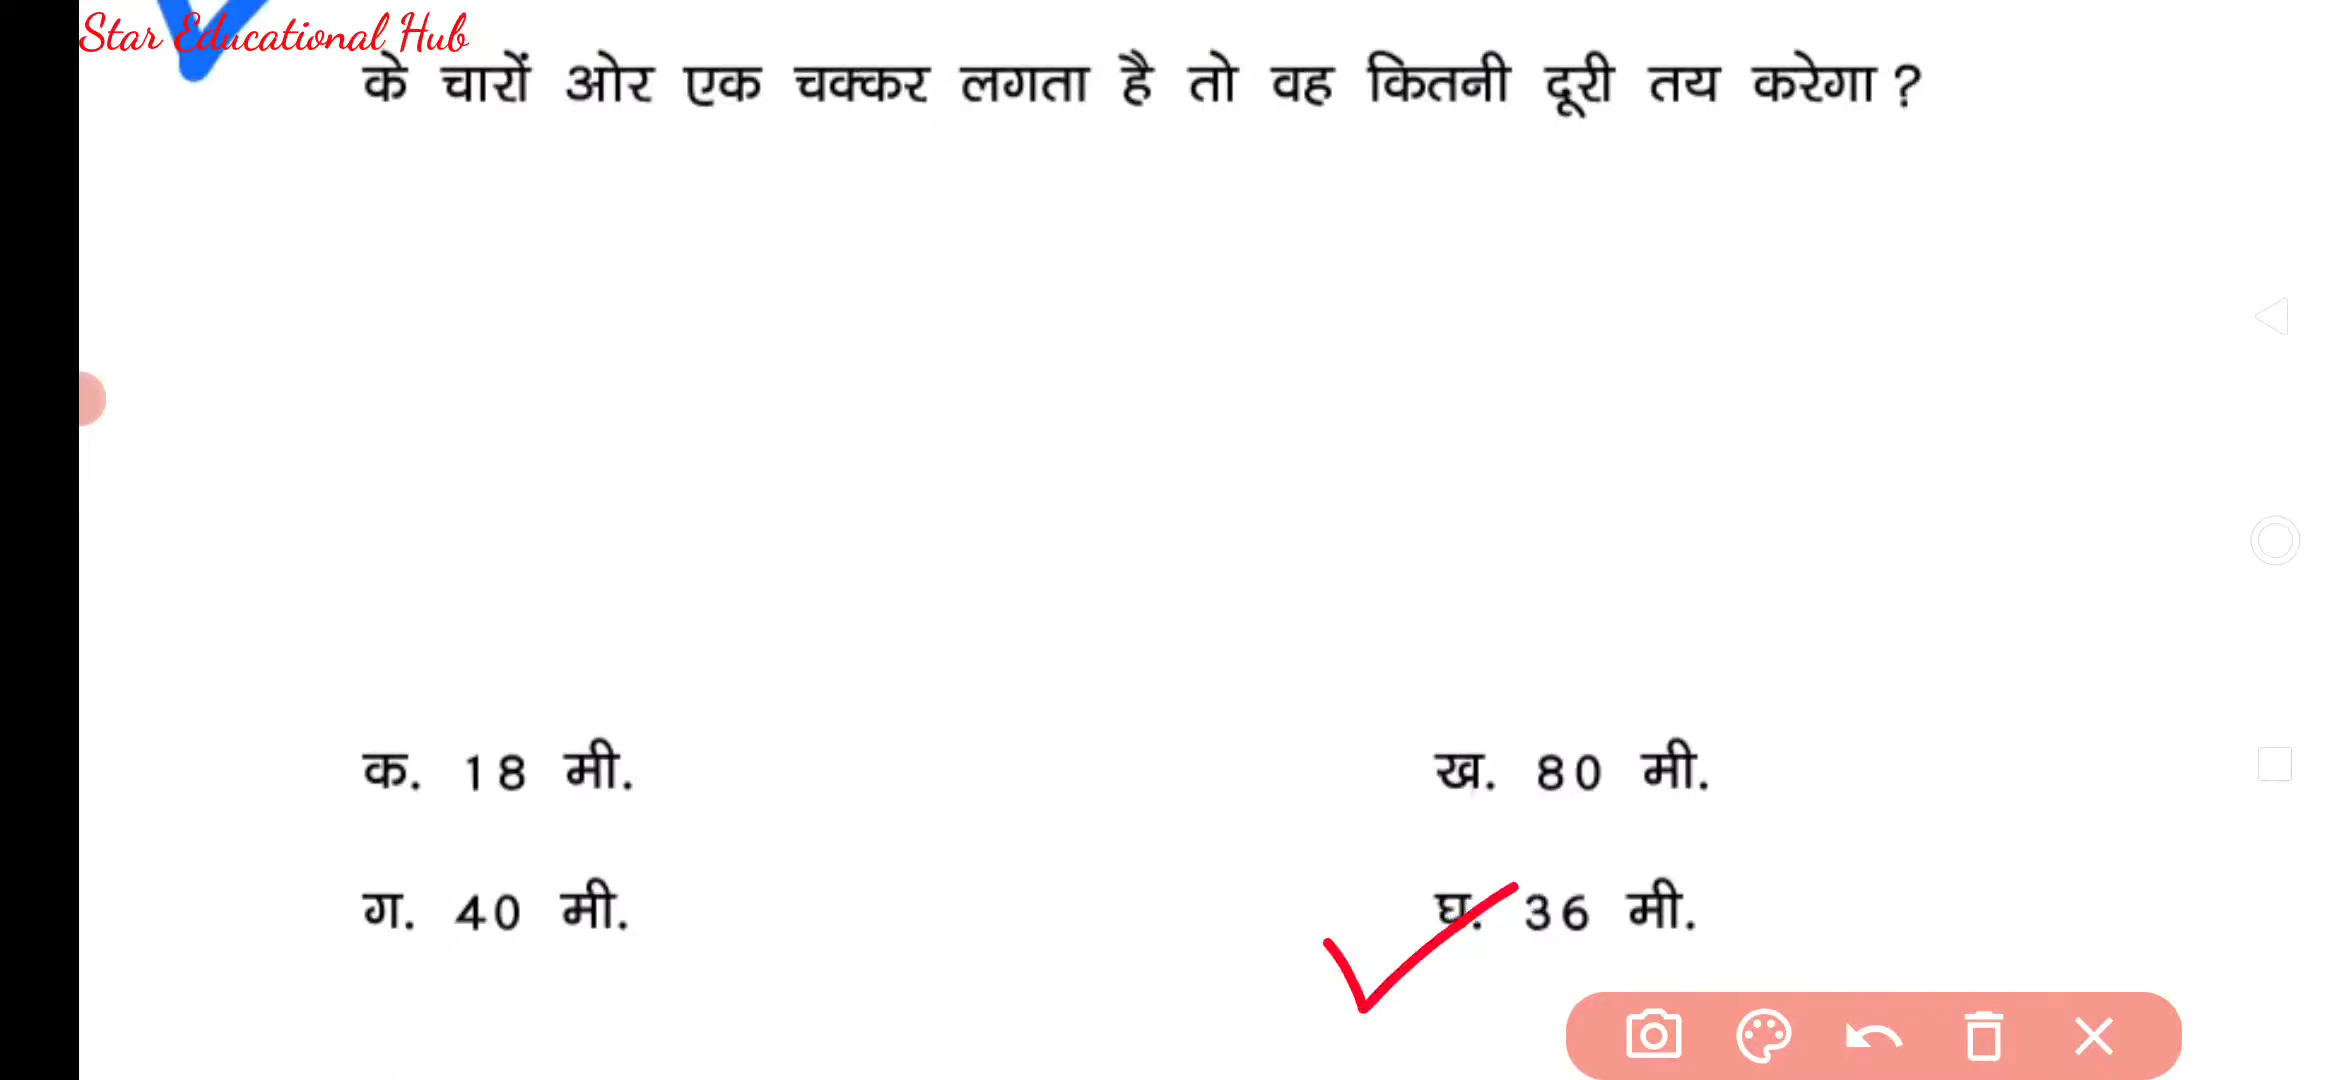 Star Educational Hub
के चारों ओर एक चक्कर लगता है तो वह कितनी दूरी तय करेगा ?
क. 18 मी.
ख. 80 मी.
ग. 40 मी.
घ. 36 मी.